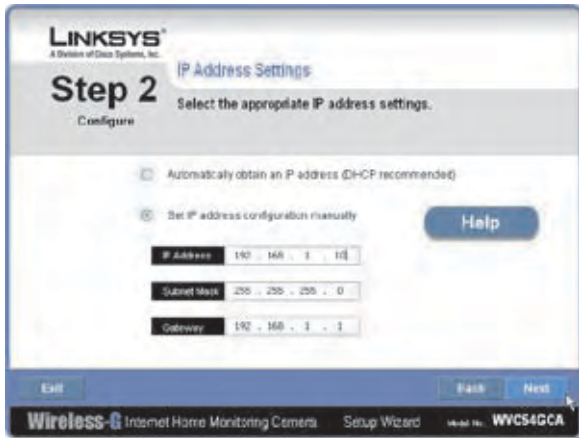 LINKSYS®
A Division of Cisco Systems, Inc.
Step 2
Configure
IP Address Settings
Select the appropriate IP address settings.
Automatically obtain an IP address (DHCP recommended)
Set IP address configuration manually
Help
IP Address 192 . 168 . 1 . 10
Subnet Mask 255 . 255 . 255 . 0
Gateway 192 . 168 . 1 . 1
Exit
Back
Next
Wireless-G Internet Home Monitoring Camera Setup Wizard Model No. WVC54GCA